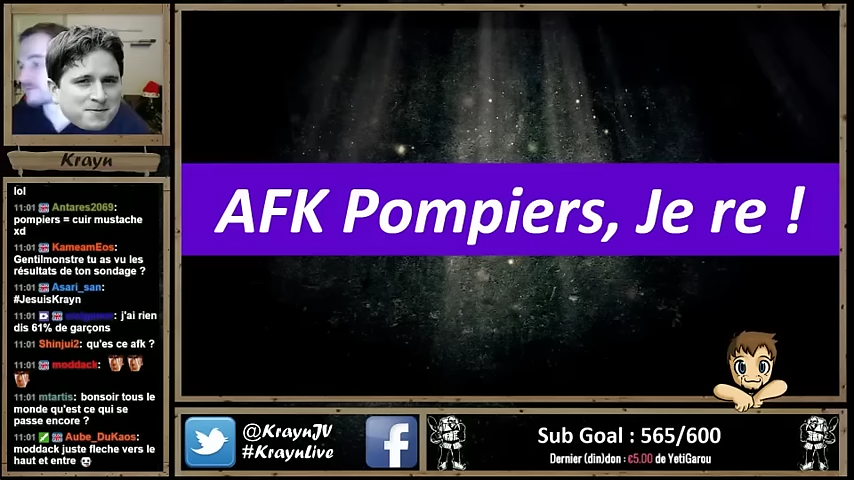 Krayn
lol
11:01 Antares2069:
pompiers = cuir mustache
xd
11:01 KameamEos:
Gentilmonstre tu as vu les
résultats de ton sondage ?
11:01 Asari_san:
#JesuisKrayn
11:01 : j'ai rien
dis 61% de garçons
11:01 Shinjui2: qu'es ce afk ?
11:01 moddack:
11:01 mtartis: bonsoir tous le
monde qu'est ce qui se
passe encore ?
11:01 Aube_DuKaos:
moddack juste fleche vers le
haut et entre
AFK Pompiers, Je re !
@KraynJV
#KraynLive
Sub Goal : 565/600
Dernier (din)don : €5.00 de YetiGarou